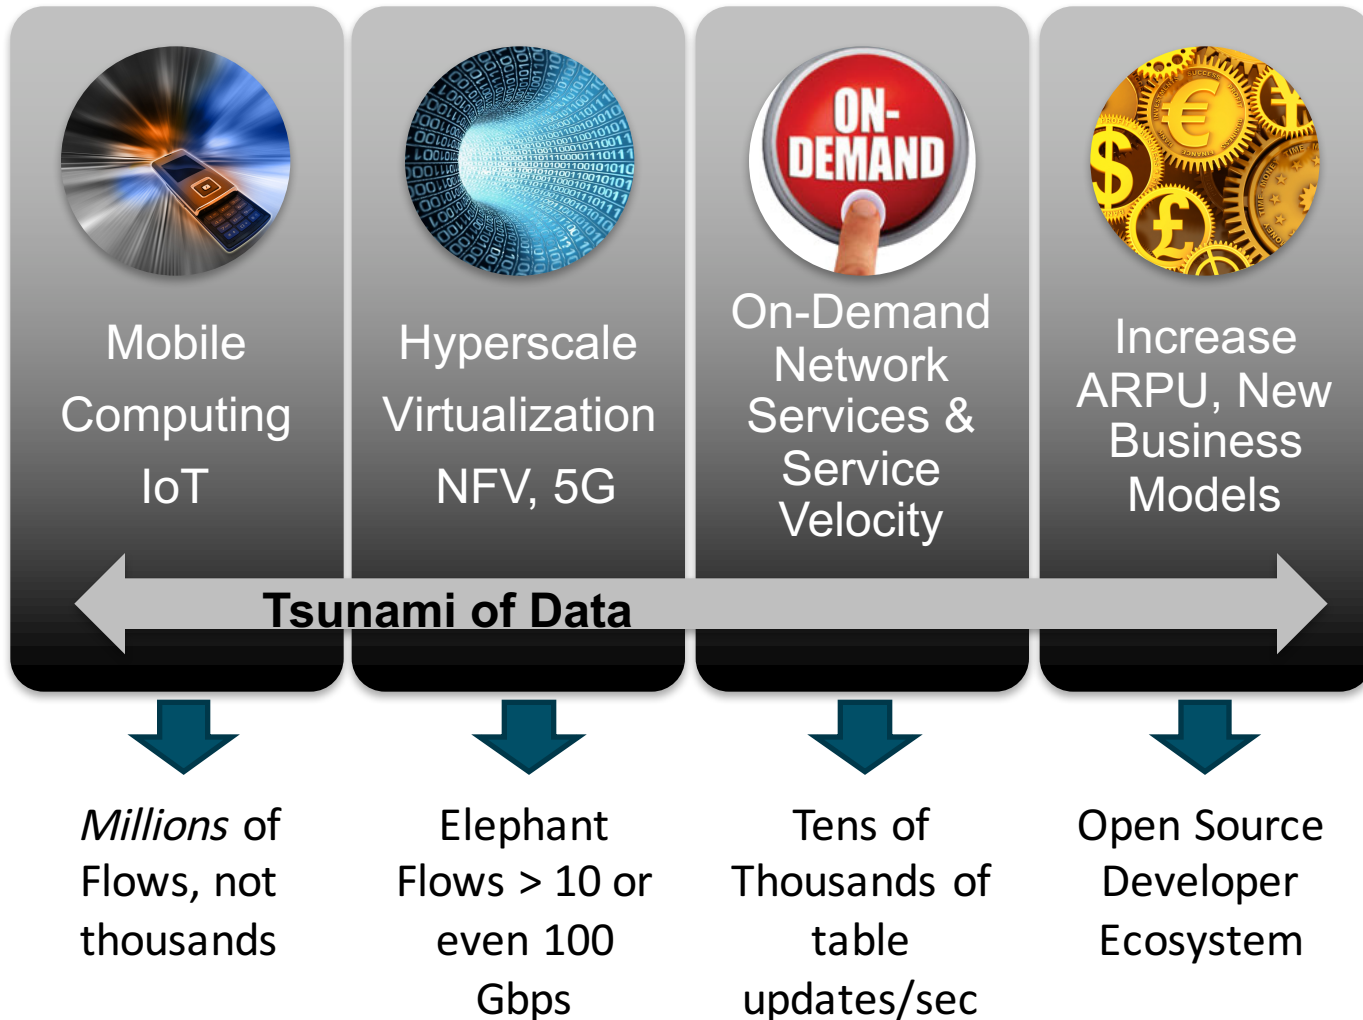 ON-
DEMAND
Mobile
Computing
IoT
Hyperscale
Virtualization
NFV, 5G
On-Demand
Network
Services &
Service
Velocity
Increase
ARPU, New
Business
Models
Tsunami of Data
Millions of
Flows, not
thousands
Elephant
Flows > 10 or
even 100
Gbps
Tens of
Thousands of
table
updates/sec
Open Source
Developer
Ecosystem